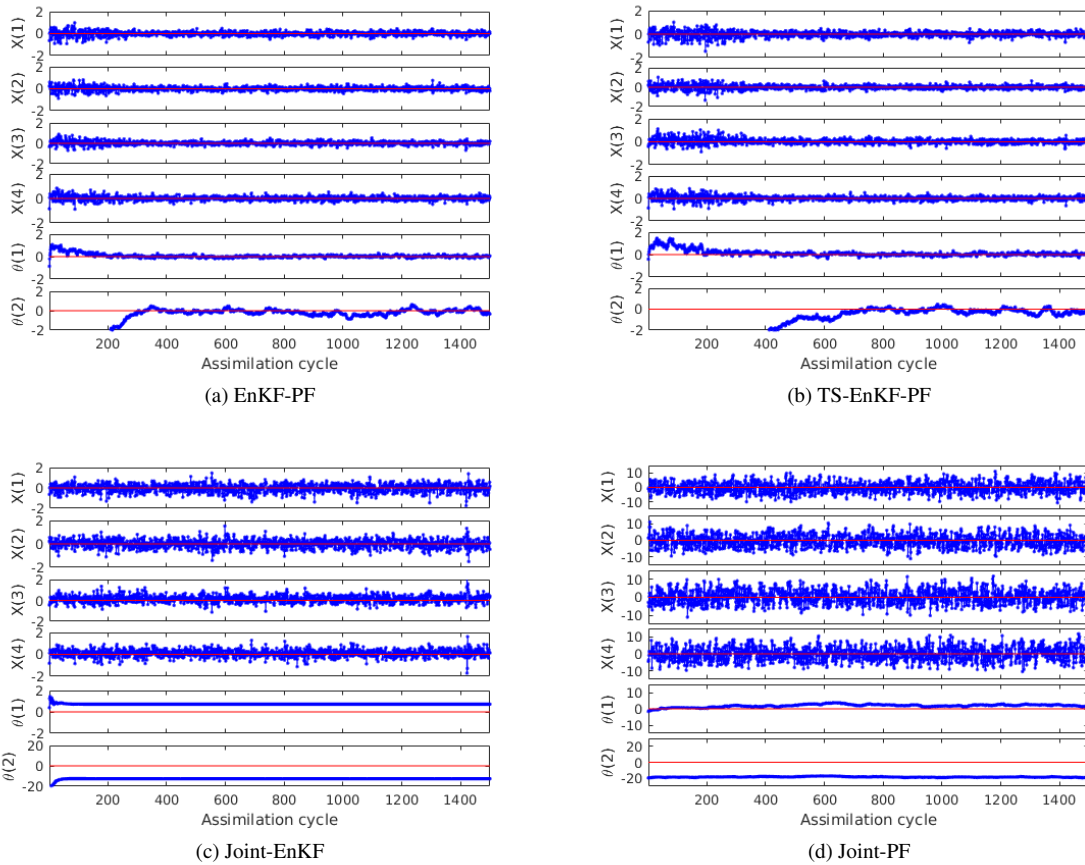 2
0
-2
X(1)
2
0
-2
X(2)
2
0
-2
X(3)
2
0
-2
X(4)
2
0
-2
θ(1)
2
0
-2
θ(2)
200 400 600 800 1000 1200 1400
Assimilation cycle
(a) EnKF-PF
2
0
-2
X(1)
2
0
-2
X(2)
2
0
-2
X(3)
2
0
-2
X(4)
2
0
-2
θ(1)
2
0
-2
θ(2)
200 400 600 800 1000 1200 1400
Assimilation cycle
(b) TS-EnKF-PF
2
0
-2
X(1)
2
0
-2
X(2)
2
0
-2
X(3)
2
0
-2
X(4)
2
0
-2
θ(1)
20
0
-20
θ(2)
200 400 600 800 1000 1200 1400
Assimilation cycle
(c) Joint-EnKF
10
0
-10
X(1)
10
0
-10
X(2)
10
0
-10
X(3)
10
0
-10
X(4)
10
0
-10
θ(1)
20
0
-20
θ(2)
200 400 600 800 1000 1200 1400
Assimilation cycle
(d) Joint-PF